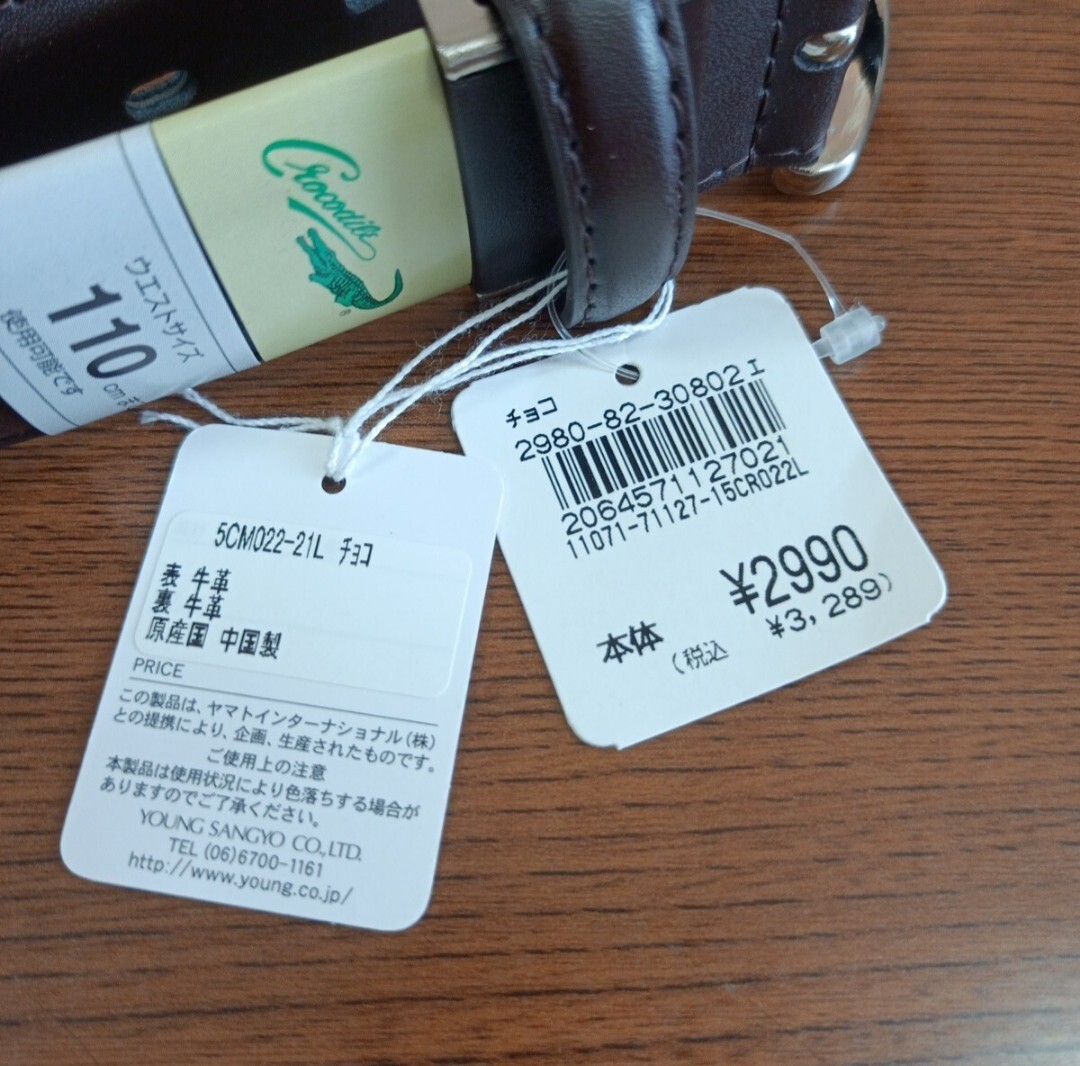 Crocodile
®
ウエストサイズ
110cm
使用可能です
チョコ
2980-82-30802エ
2064571127021
11071-71127-15CR022L
¥2990
本体
(税込 ¥3,289)
5CM022-21L ﾁｮｺ
表 牛革
裏 牛革
原産国 中国製
PRICE
この製品は、ヤマトインターナショナル(株)
との提携により、企画、生産されたものです。
ご使用上の注意
本製品は使用状況により色落ちする場合が
ありますのでご了承ください。
YOUNG SANGYO CO.,LTD.
TEL (06)6700-1161
http://www.young.co.jp/